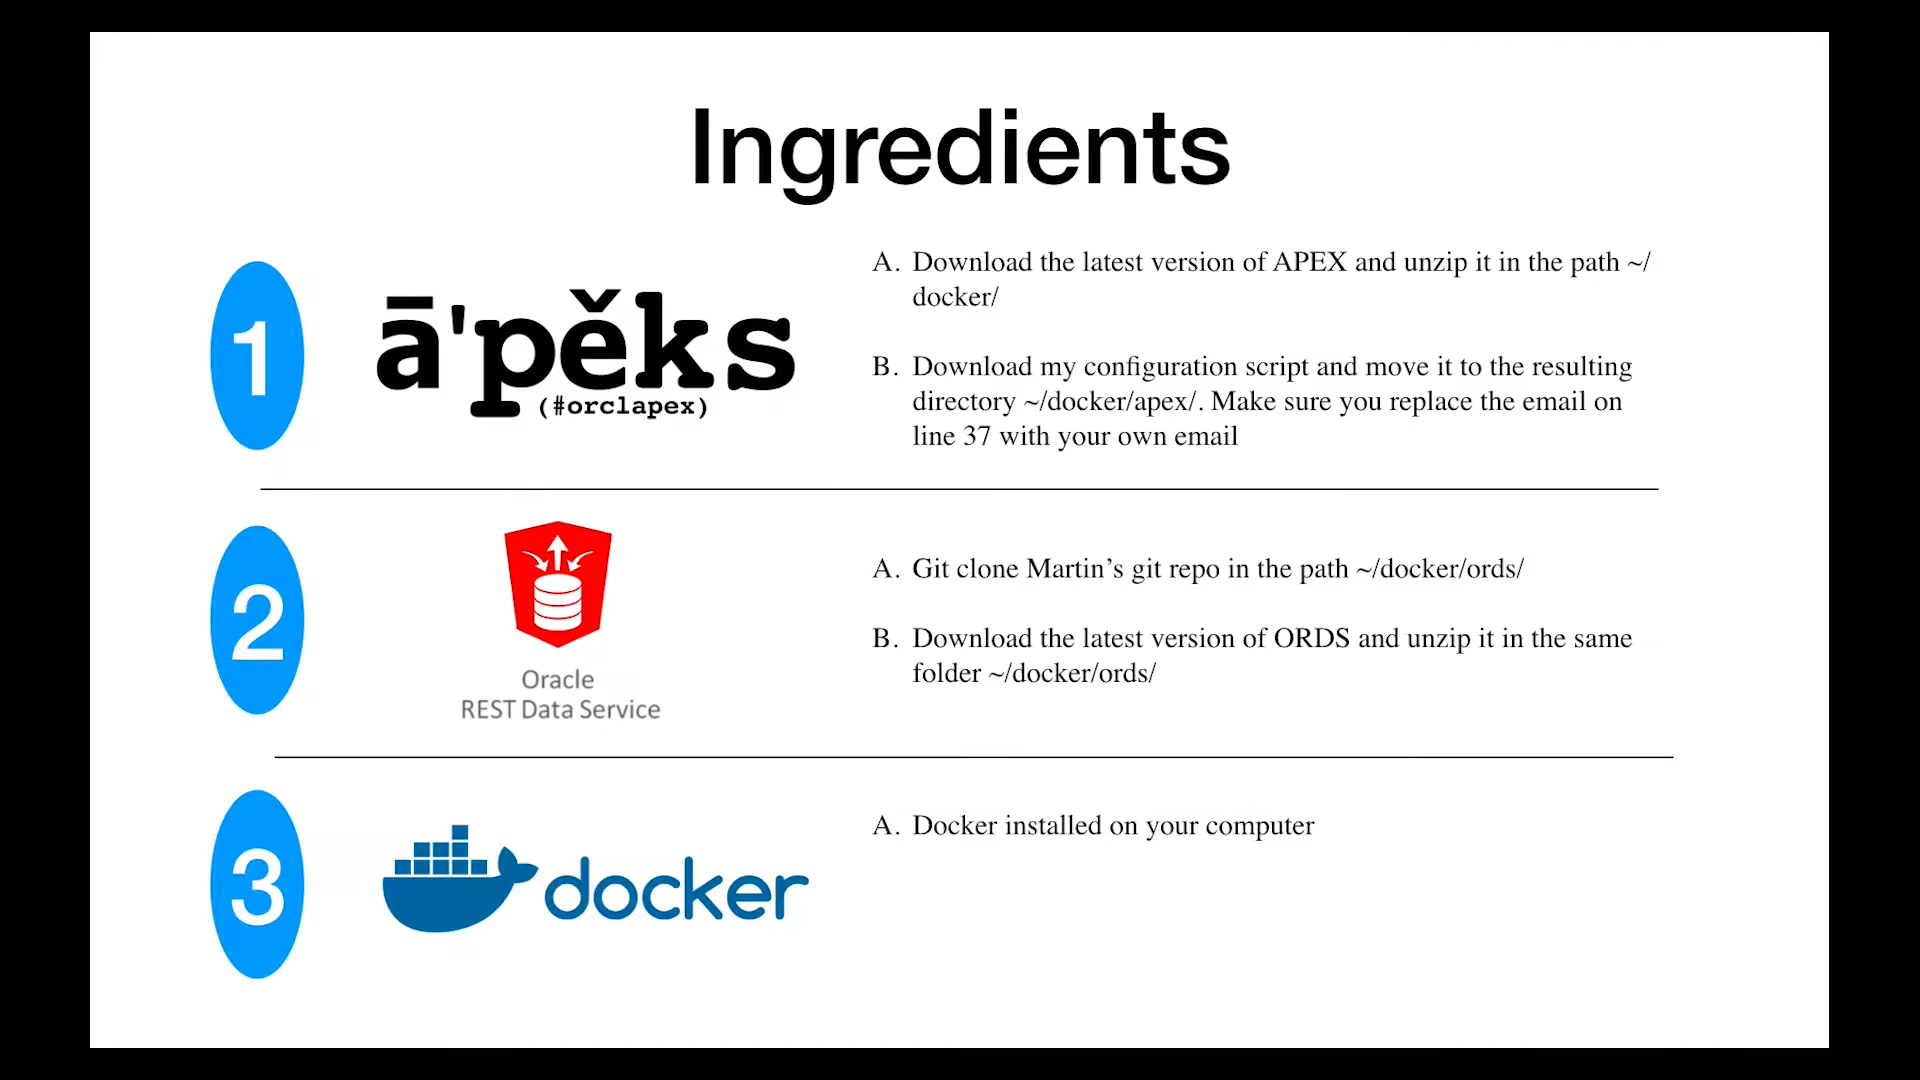 Ingredients
1
ā'pěks
(#orclapex)
A. Download the latest version of APEX and unzip it in the path ~/
docker/
B. Download my configuration script and move it to the resulting
directory ~/docker/apex/. Make sure you replace the email on
line 37 with your own email
2
Oracle
REST Data Service
A. Git clone Martin’s git repo in the path ~/docker/ords/
B. Download the latest version of ORDS and unzip it in the same
folder ~/docker/ords/
3
docker
A. Docker installed on your computer